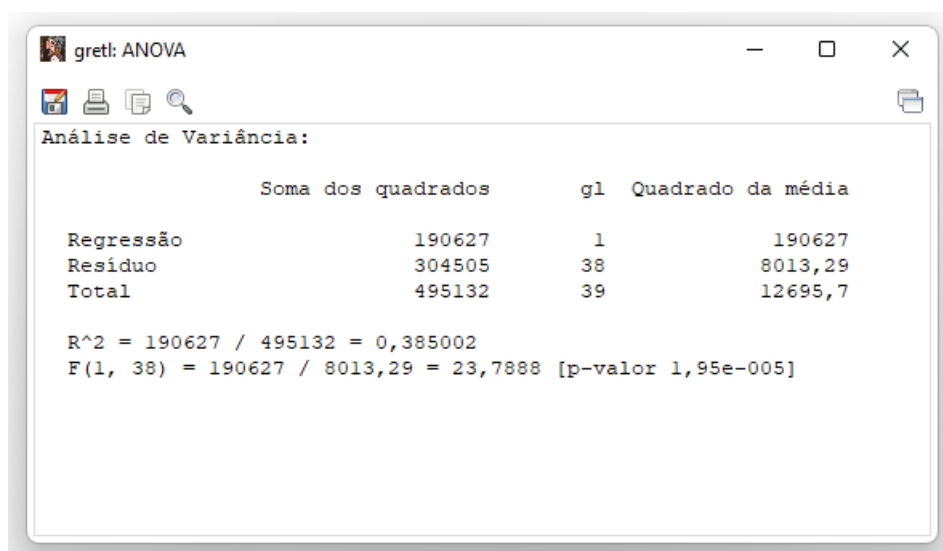 gretl: ANOVA
Análise de Variância:
Soma dos quadrados gl Quadrado da média
Regressão 190627 1 190627
Resíduo 304505 38 8013,29
Total 495132 39 12695,7
R^2 = 190627 / 495132 = 0,385002
F(1, 38) = 190627 / 8013,29 = 23,7888 [p-valor 1,95e-005]